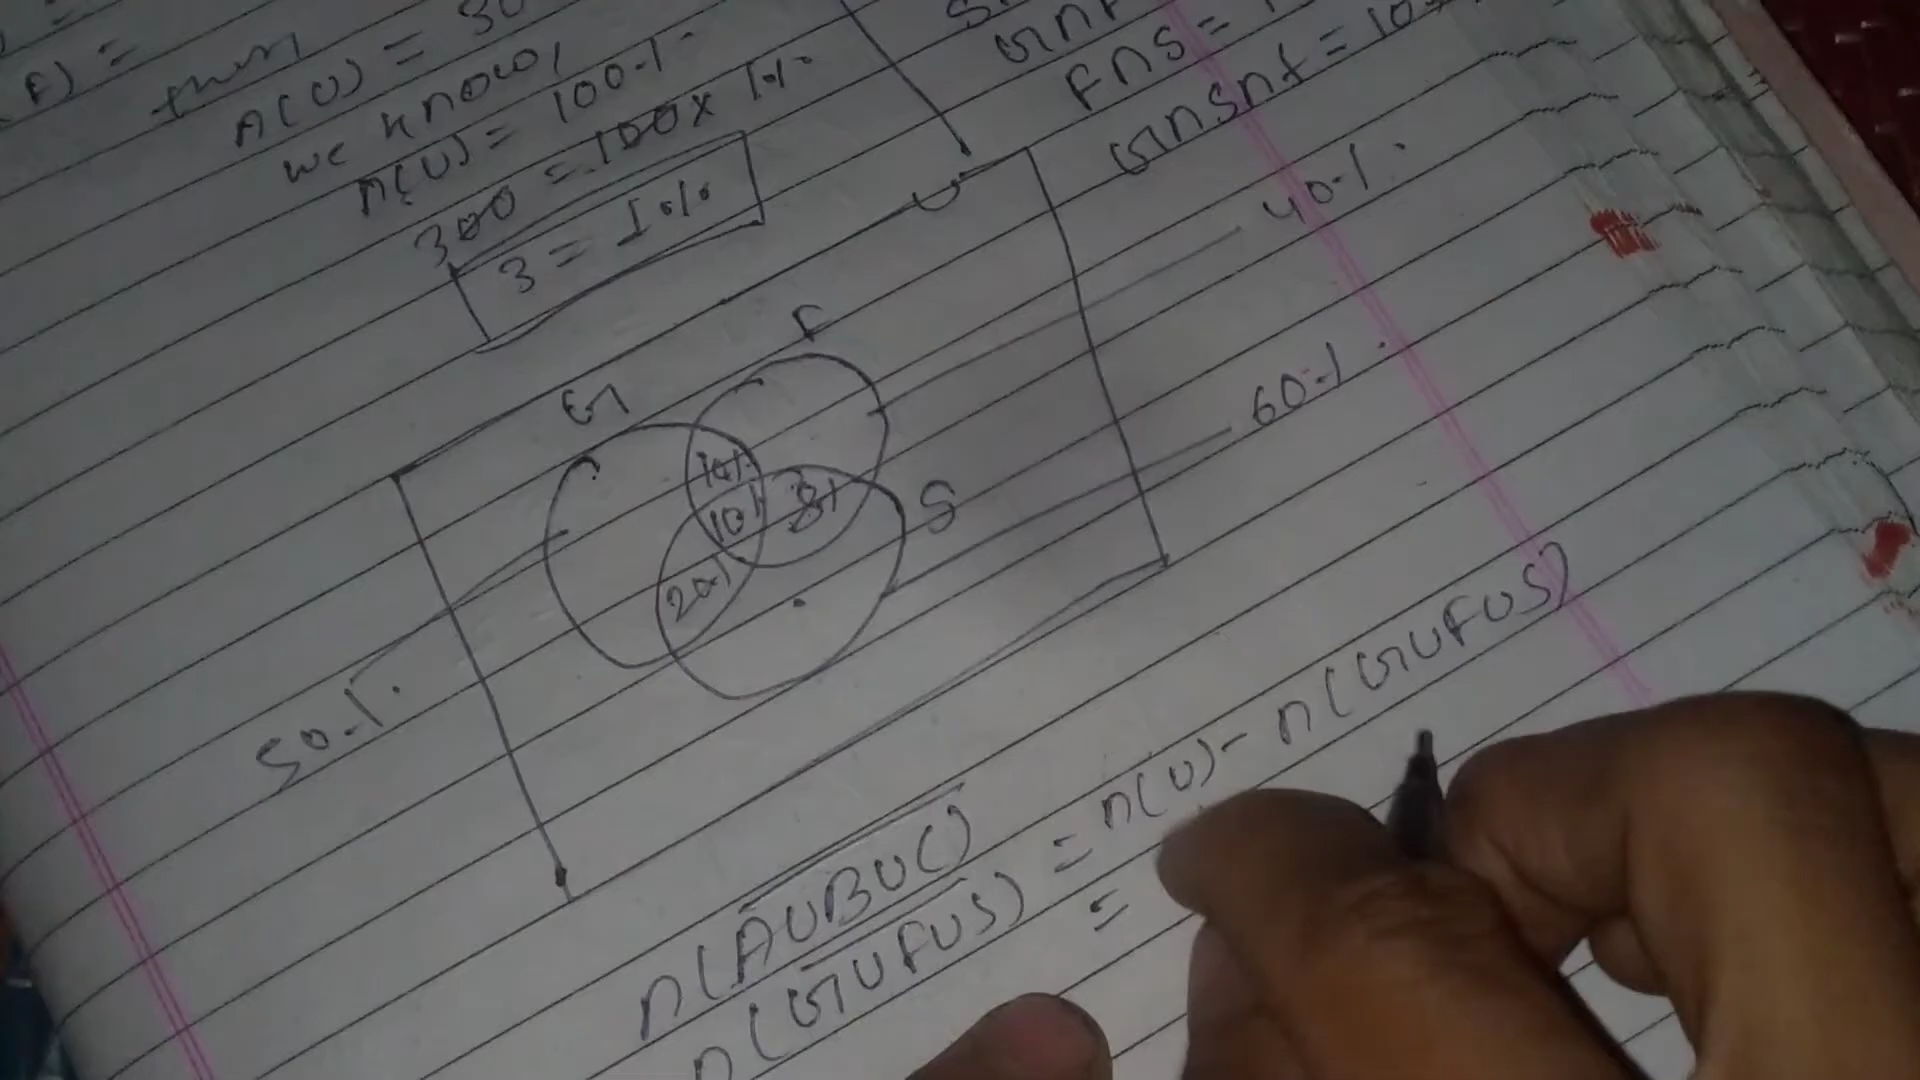 F) =
then
n(U) = 30
we know,
n(U) = 100%
300 = 100 x 1%
3 = 1%
GnF
FnS =
GnSnf = 10
U
40%.
60%.
50%.
G
F
S
10%
10%
20%
n(AUBUC)
n(GUFUS) = n(U) - n(GUFUS)
=